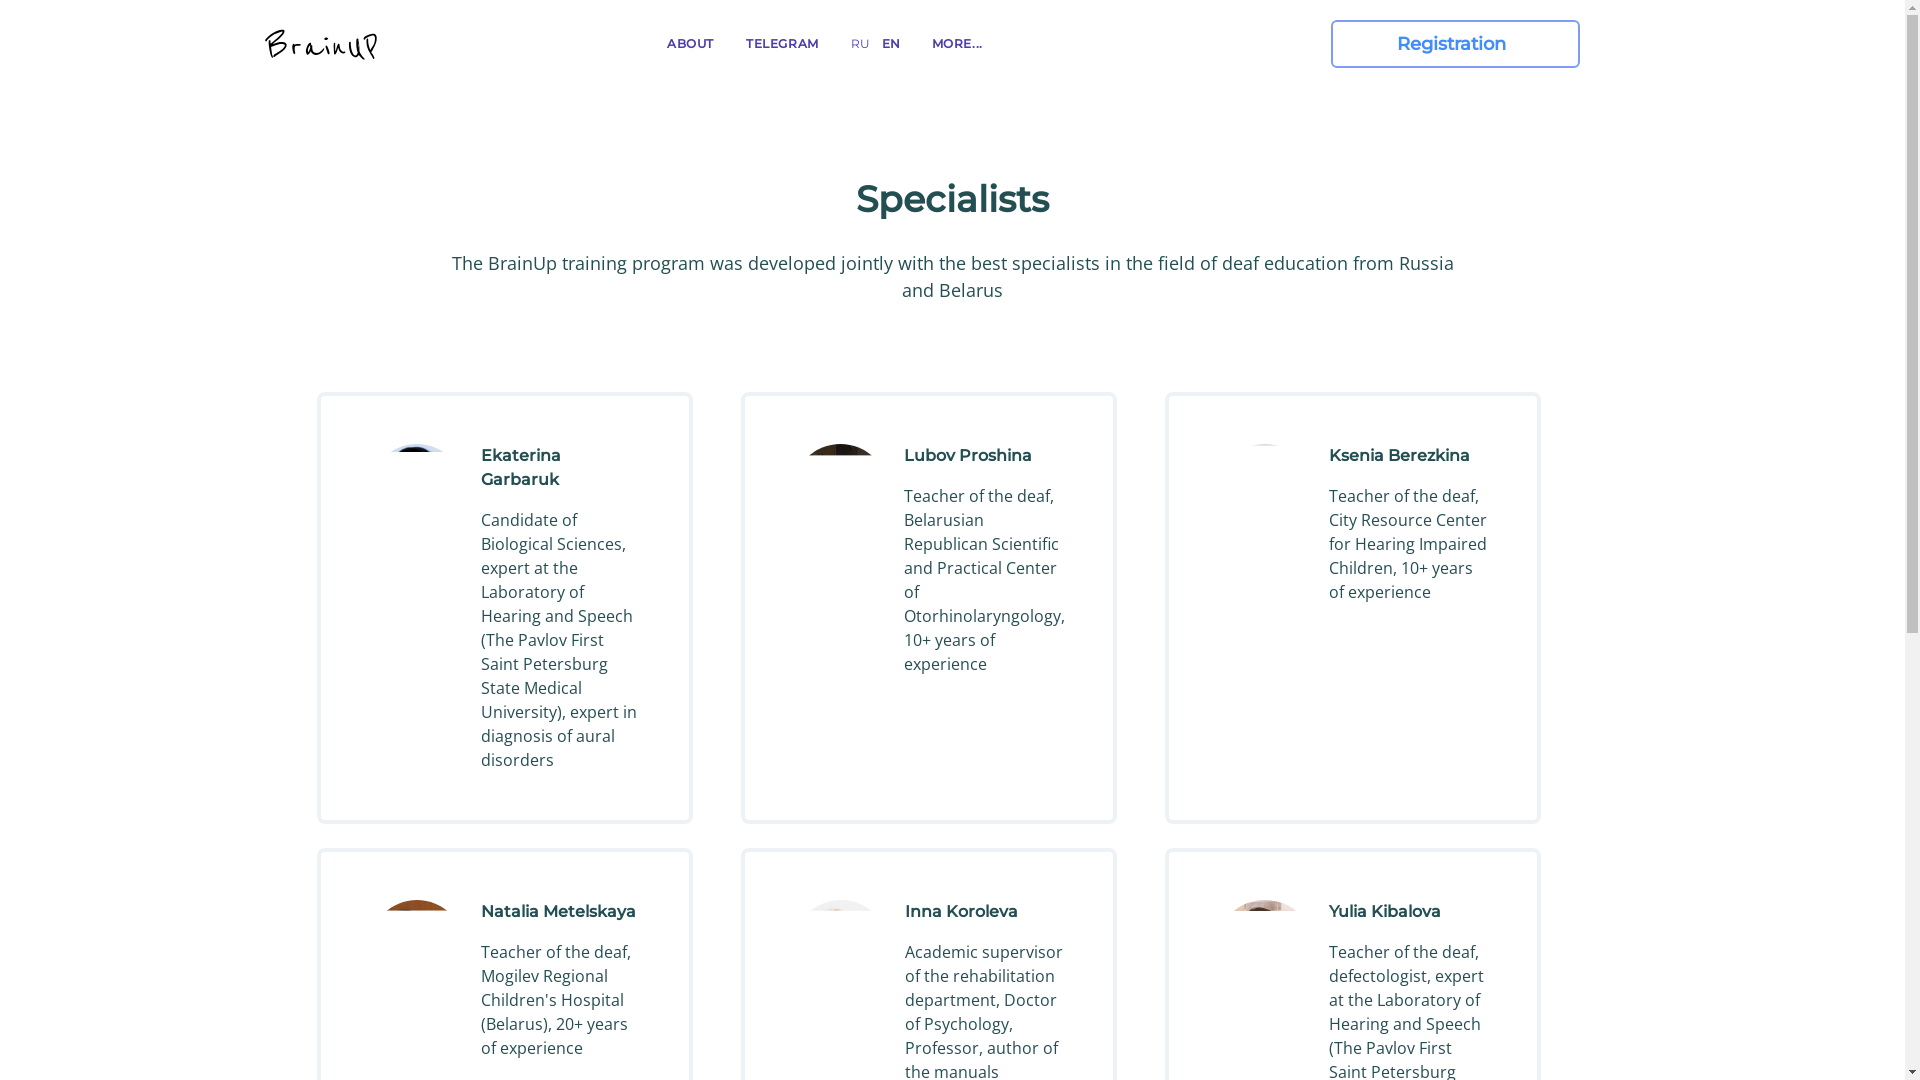 BrainUP
ABOUT
TELEGRAM
RU
EN
MORE...
Registration
Specialists
The BrainUp training program was developed jointly with the best specialists in the field of deaf education from Russia
and Belarus
Ekaterina
Garbaruk
Candidate of
Biological Sciences,
expert at the
Laboratory of
Hearing and Speech
(The Pavlov First
Saint Petersburg
State Medical
University), expert in
diagnosis of aural
disorders
Lubov Proshina
Teacher of the deaf,
Belarusian
Republican Scientific
and Practical Center
of
Otorhinolaryngology,
10+ years of
experience
Ksenia Berezkina
Teacher of the deaf,
City Resource Center
for Hearing Impaired
Children, 10+ years
of experience
Natalia Metelskaya
Teacher of the deaf,
Mogilev Regional
Children's Hospital
(Belarus), 20+ years
of experience
Inna Koroleva
Academic supervisor
of the rehabilitation
department, Doctor
of Psychology,
Professor, author of
the manuals
Yulia Kibalova
Teacher of the deaf,
defectologist, expert
at the Laboratory of
Hearing and Speech
(The Pavlov First
Saint Petersburg